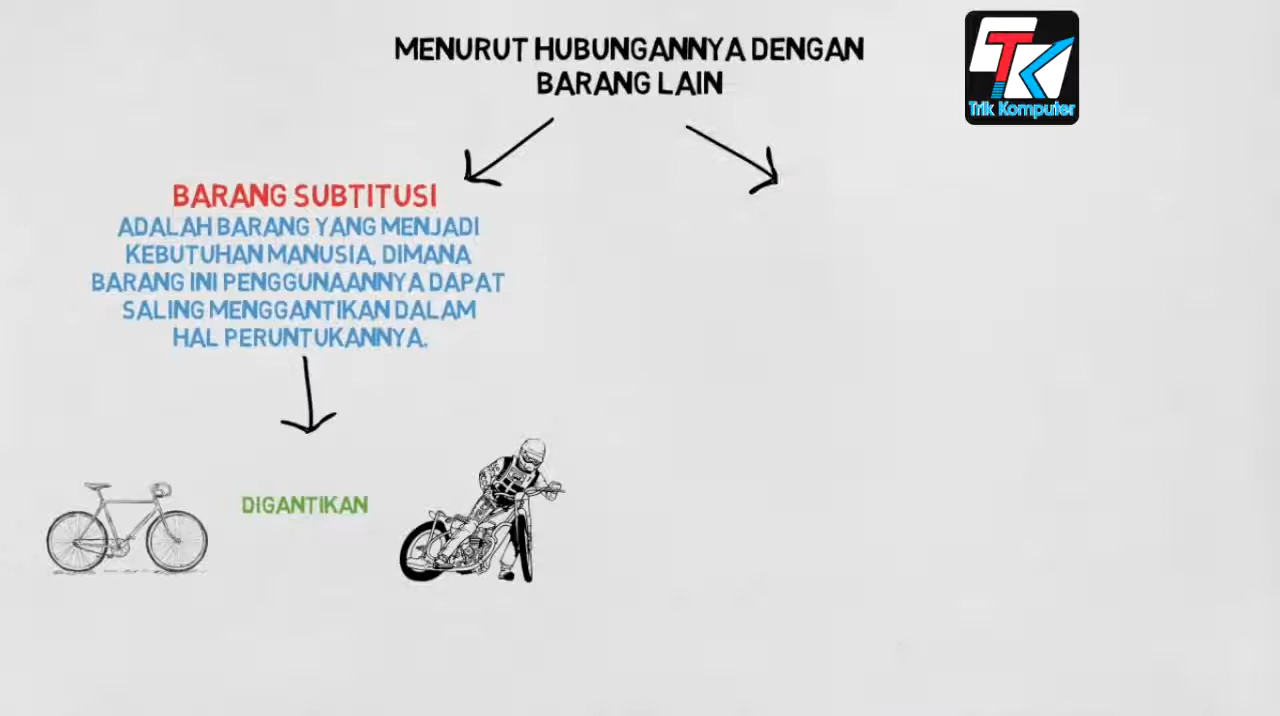 MENURUT HUBUNGANNYA DENGAN
BARANG LAIN
TK
Trik Komputer
BARANG SUBTITUSI
ADALAH BARANG YANG MENJADI
KEBUTUHAN MANUSIA, DIMANA
BARANG INI PENGGUNAANNYA DAPAT
SALING MENGGANTIKAN DALAM
HAL PERUNTUKANNYA.
DIGANTIKAN